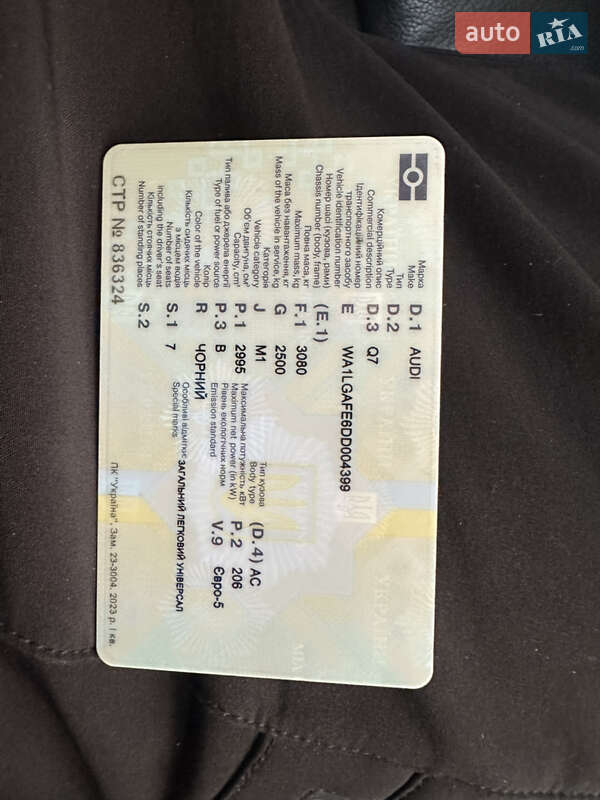 auto RIA .com
Марка
Make D.1 AUDI
Тип
Type D.2
Комерційний опис
Commercial description D.3 Q7
Ідентифікаційний номер
транспортного засобу
Vehicle identification number E WA1LGAFE6DD004399
Номер шасі (кузова, рами)
Chassis number (body, frame) (E.1)
Повна маса, кг
Maximum mass, kg F.1 3080
Маса без навантаження, кг
Mass of the vehicle in service, kg G 2500
Категорія
Vehicle category J M1
Тип кузова
Body type (D.4) AC
Об'єм двигуна, см³
Capacity, cm³ P.1 2995
Максимальна потужність кВт
Maximum net power (in kW) P.2 206
Тип палива або джерела енергії
Type of fuel or power source P.3 B
Рівень екологічних норм
Emission standard V.9 Євро-5
Колір
Color of the vehicle R ЧОРНИЙ
Кількість сидячих місць
з місцем водія
Number of seats
including the driver's seat S.1 7
Особливі відмітки
Special marks ЗАГАЛЬНИЙ ЛЕГКОВИЙ УНІВЕРСАЛ
Кількість стоячих місць
Number of standing places S.2
СТР № 836324
ПК "Україна", Зам. 23-3004, 2023 р. І кв.